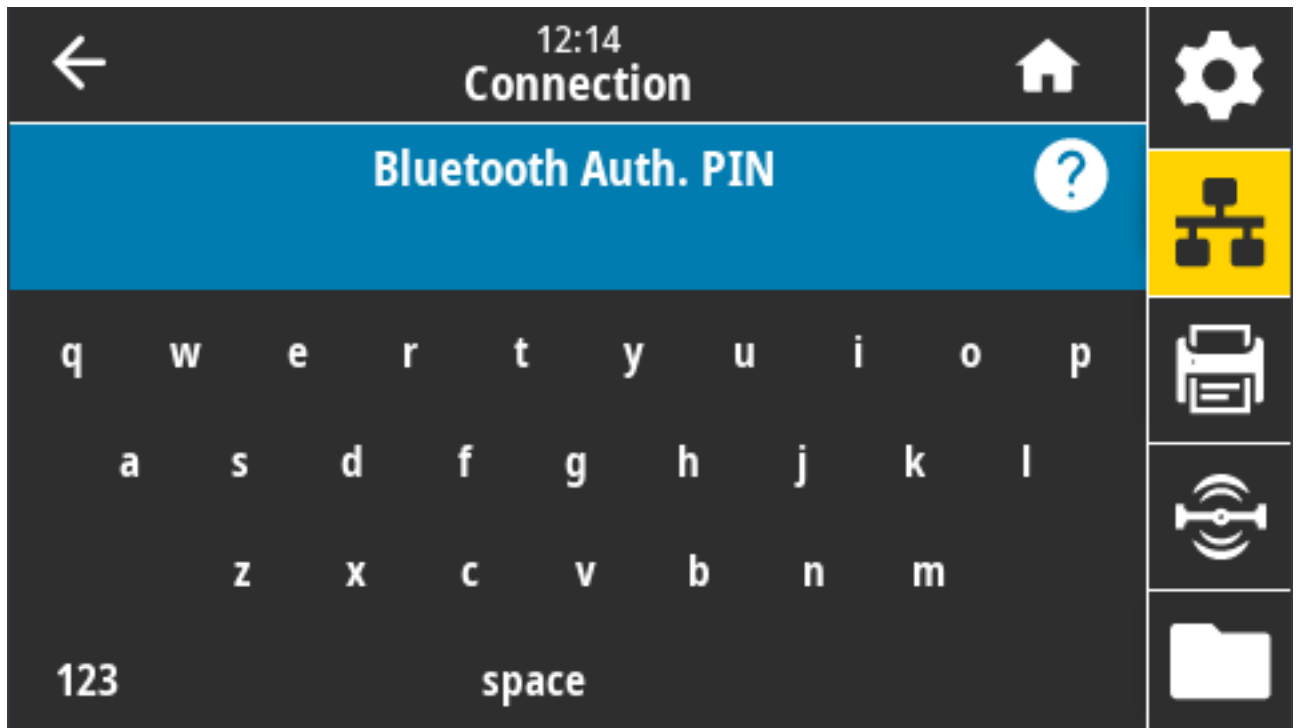 12:14
Connection
Bluetooth Auth. PIN
?
q w e r t y u i o p
a s d f g h j k l
z x c v b n m
123 space